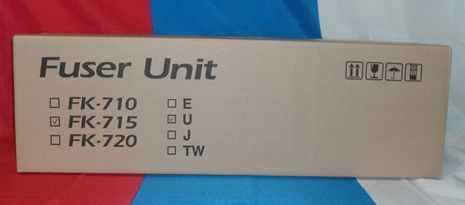 Fuser Unit
FK-710
FK-715
FK-720
E
U
J
TW